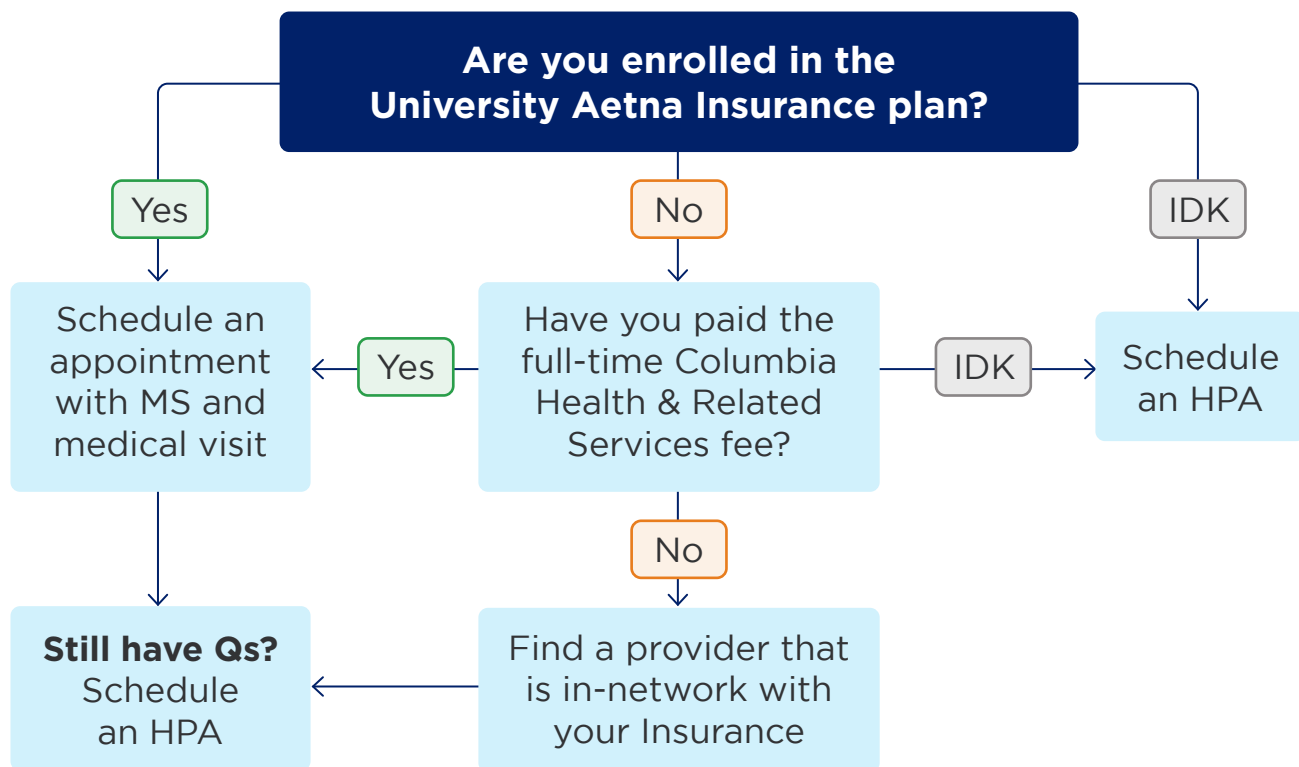 Are you enrolled in the
University Aetna Insurance plan?
Yes
No
IDK
Schedule an
appointment
with MS and
medical visit
Yes
Have you paid the
full-time Columbia
Health & Related
Services fee?
IDK
Schedule
an HPA
No
Still have Qs?
Schedule
an HPA
Find a provider that
is in-network with
your Insurance